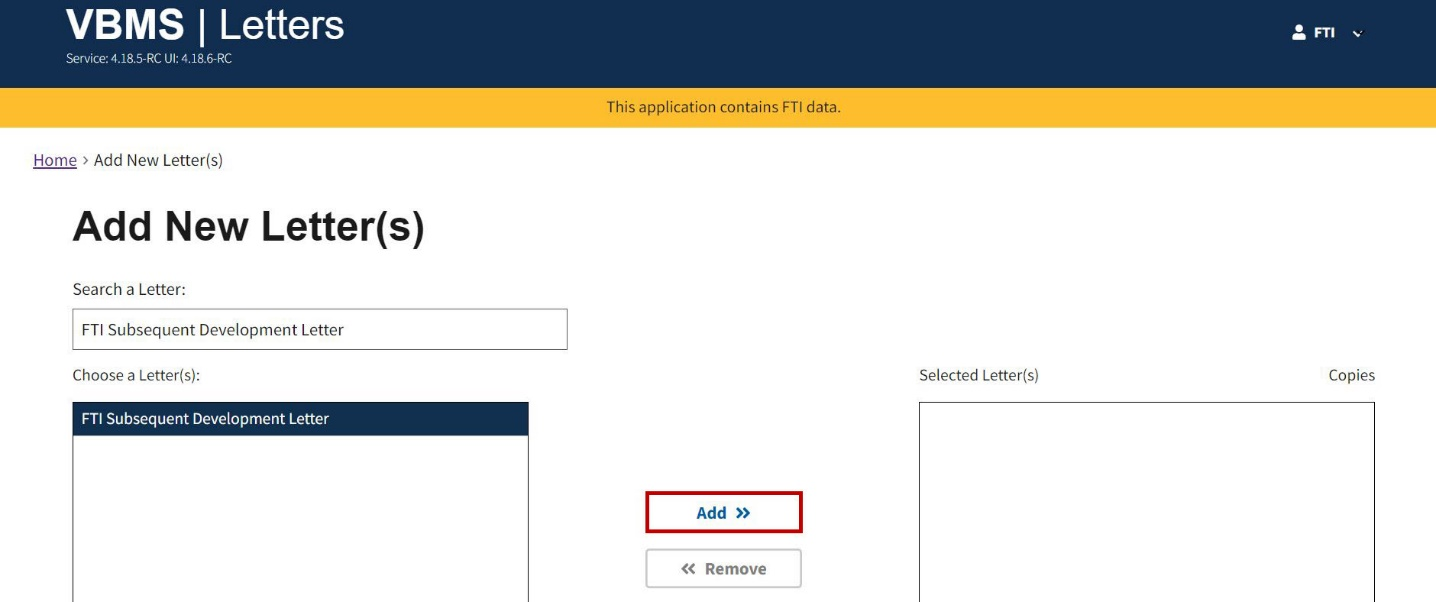 VBMS | Letters
FTI
Service: 4.18.5-RC UI: 4.18.6-RC
This application contains FTI data.
Home > Add New Letter(s)
Add New Letter(s)
Search a Letter:
FTI Subsequent Development Letter
Choose a Letter(s):
Selected Letter(s) Copies
FTI Subsequent Development Letter
Add »
« Remove